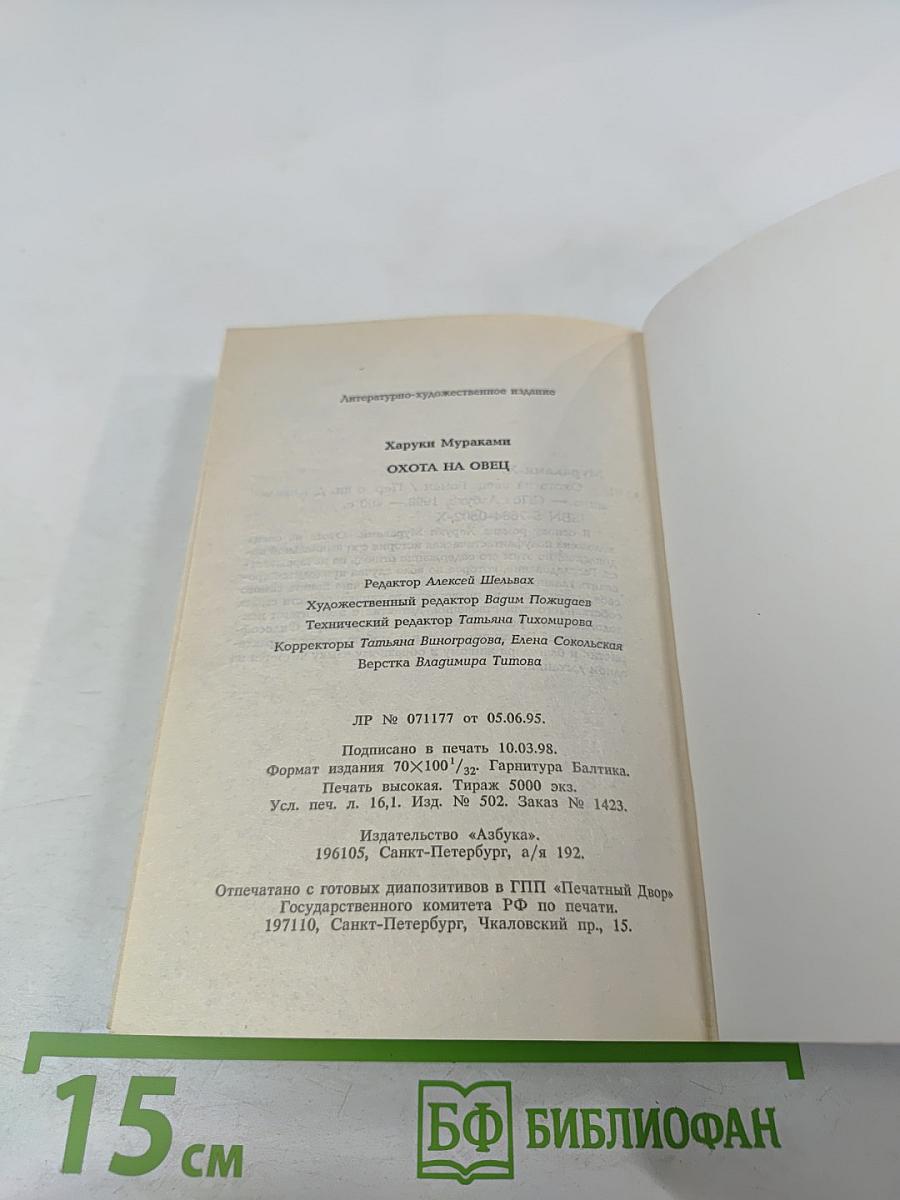 Литературно-художественное издание
Харуки Мураками
ОХОТА НА ОВЕЦ
Редактор Алексей Шельвах
Художественный редактор Вадим Пожидаев
Технический редактор Татьяна Тихомирова
Корректоры Татьяна Виноградова, Елена Сокольская
Верстка Владимира Титова
ЛР № 071177 от 05.06.95.
Подписано в печать 10.03.98.
Формат издания 70×100 1/32. Гарнитура Балтика.
Печать высокая. Тираж 5000 экз.
Усл. печ. л. 16,1. Изд. № 502. Заказ № 1423.
Издательство «Азбука».
196105, Санкт-Петербург, а/я 192.
Отпечатано с готовых диапозитивов в ГПП «Печатный Двор»
Государственного комитета РФ по печати.
197110, Санкт-Петербург, Чкаловский пр., 15.
15 см
БФ БИБЛИОФАН